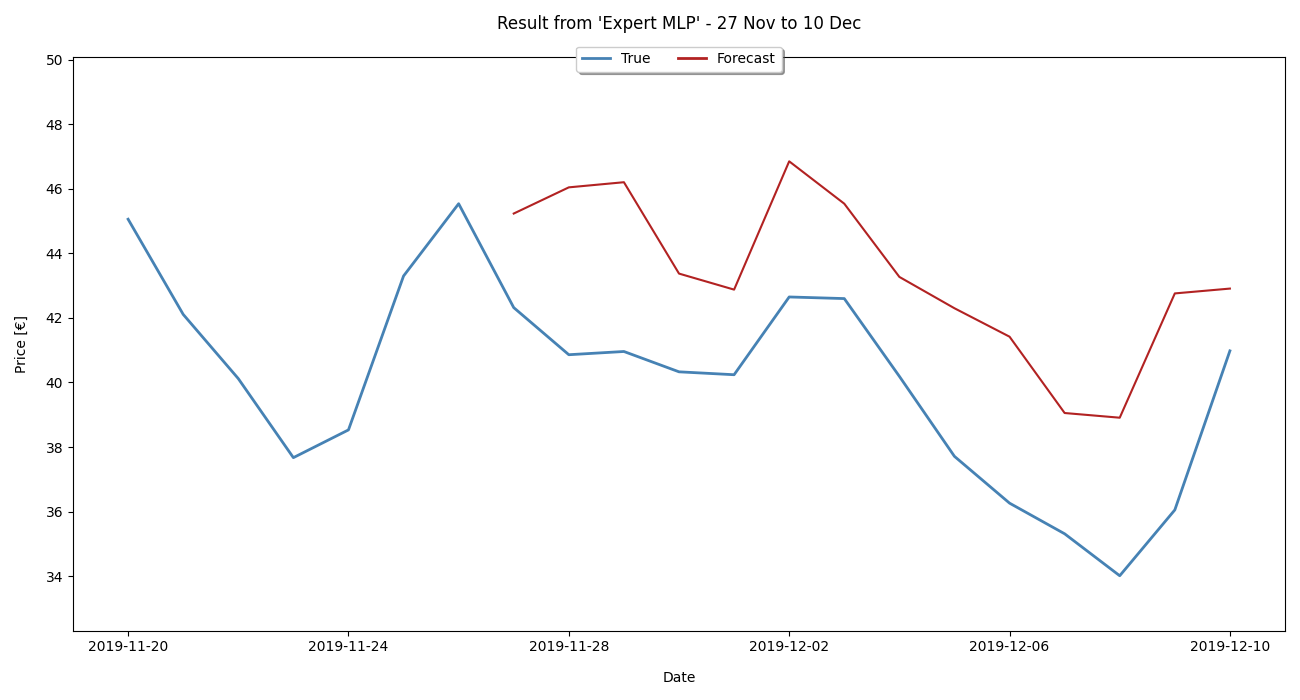 Result from 'Expert MLP' - 27 Nov to 10 Dec
True Forecast
50
48
46
44
42
40
38
36
34
Price [€]
2019-11-20 2019-11-24 2019-11-28 2019-12-02 2019-12-06 2019-12-10
Date